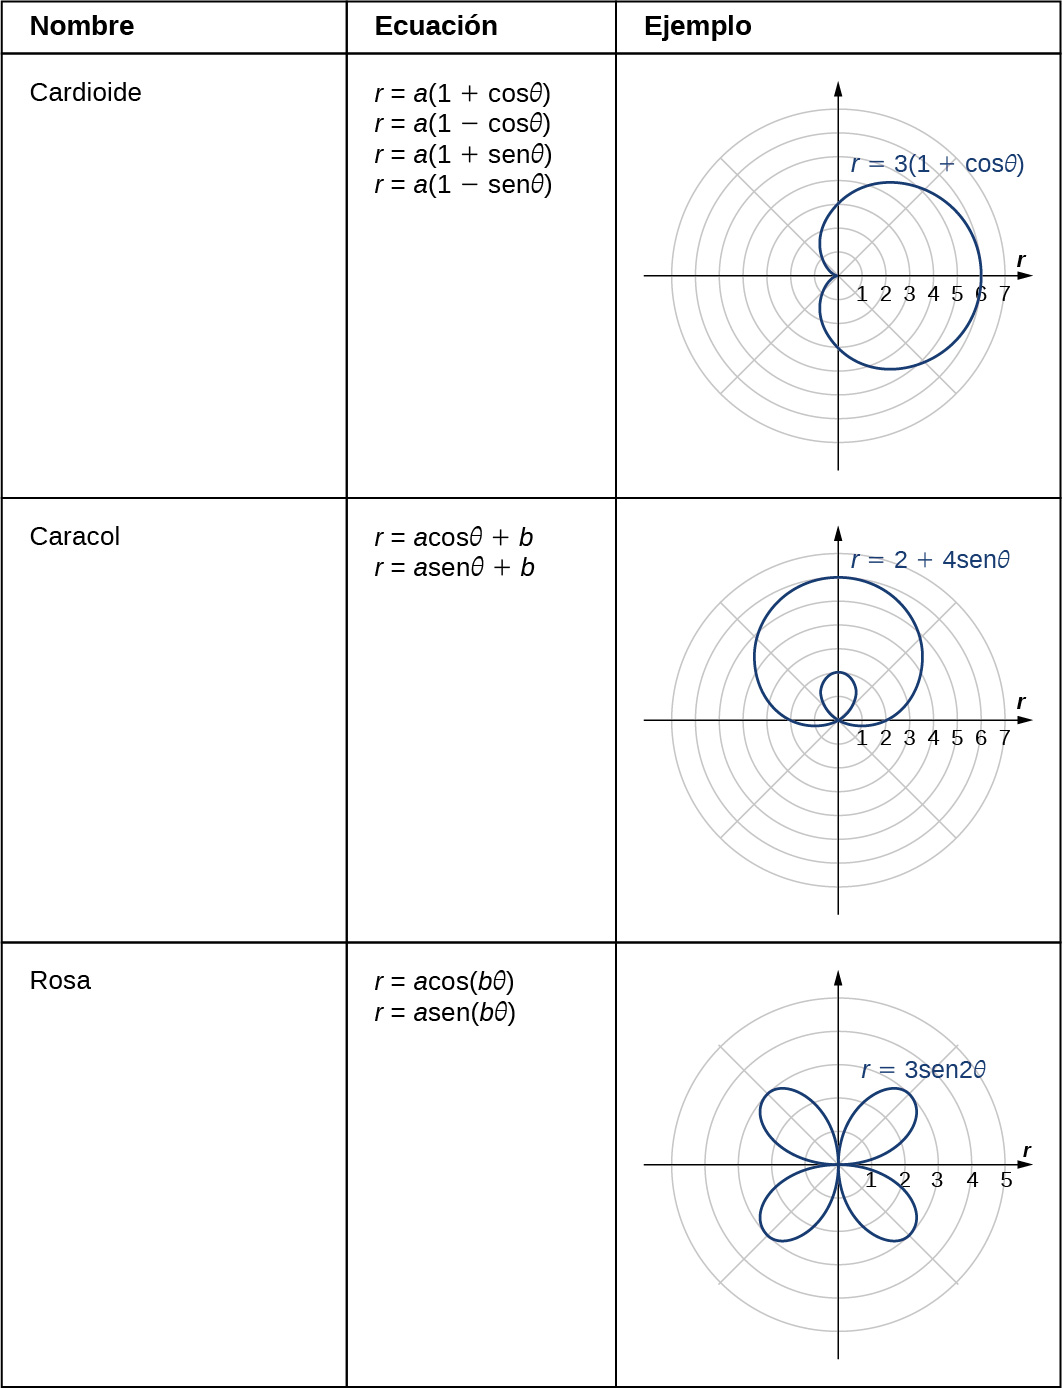 Nombre Ecuación Ejemplo
Cardioide
r = a(1 + cosθ)
r = a(1 − cosθ)
r = a(1 + senθ)
r = a(1 − senθ)
r = 3(1 + cosθ)
r
1 2 3 4 5 6 7
Caracol
r = acosθ + b
r = asenθ + b
r = 2 + 4senθ
r
1 2 3 4 5 6 7
Rosa
r = acos(bθ)
r = asen(bθ)
r = 3sen2θ
r
1 2 3 4 5